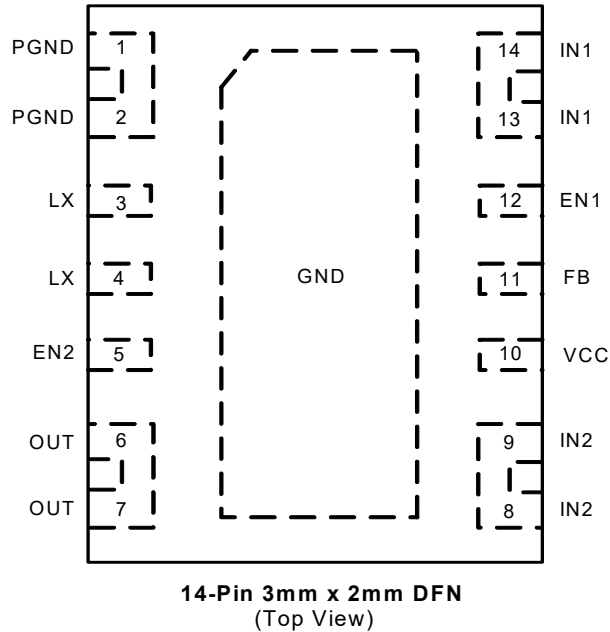 PGND 1 14 IN1
PGND 2 13 IN1
LX 3 12 EN1
LX 4 GND 11 FB
EN2 5 10 VCC
OUT 6 9 IN2
OUT 7 8 IN2
14-Pin 3mm x 2mm DFN
(Top View)